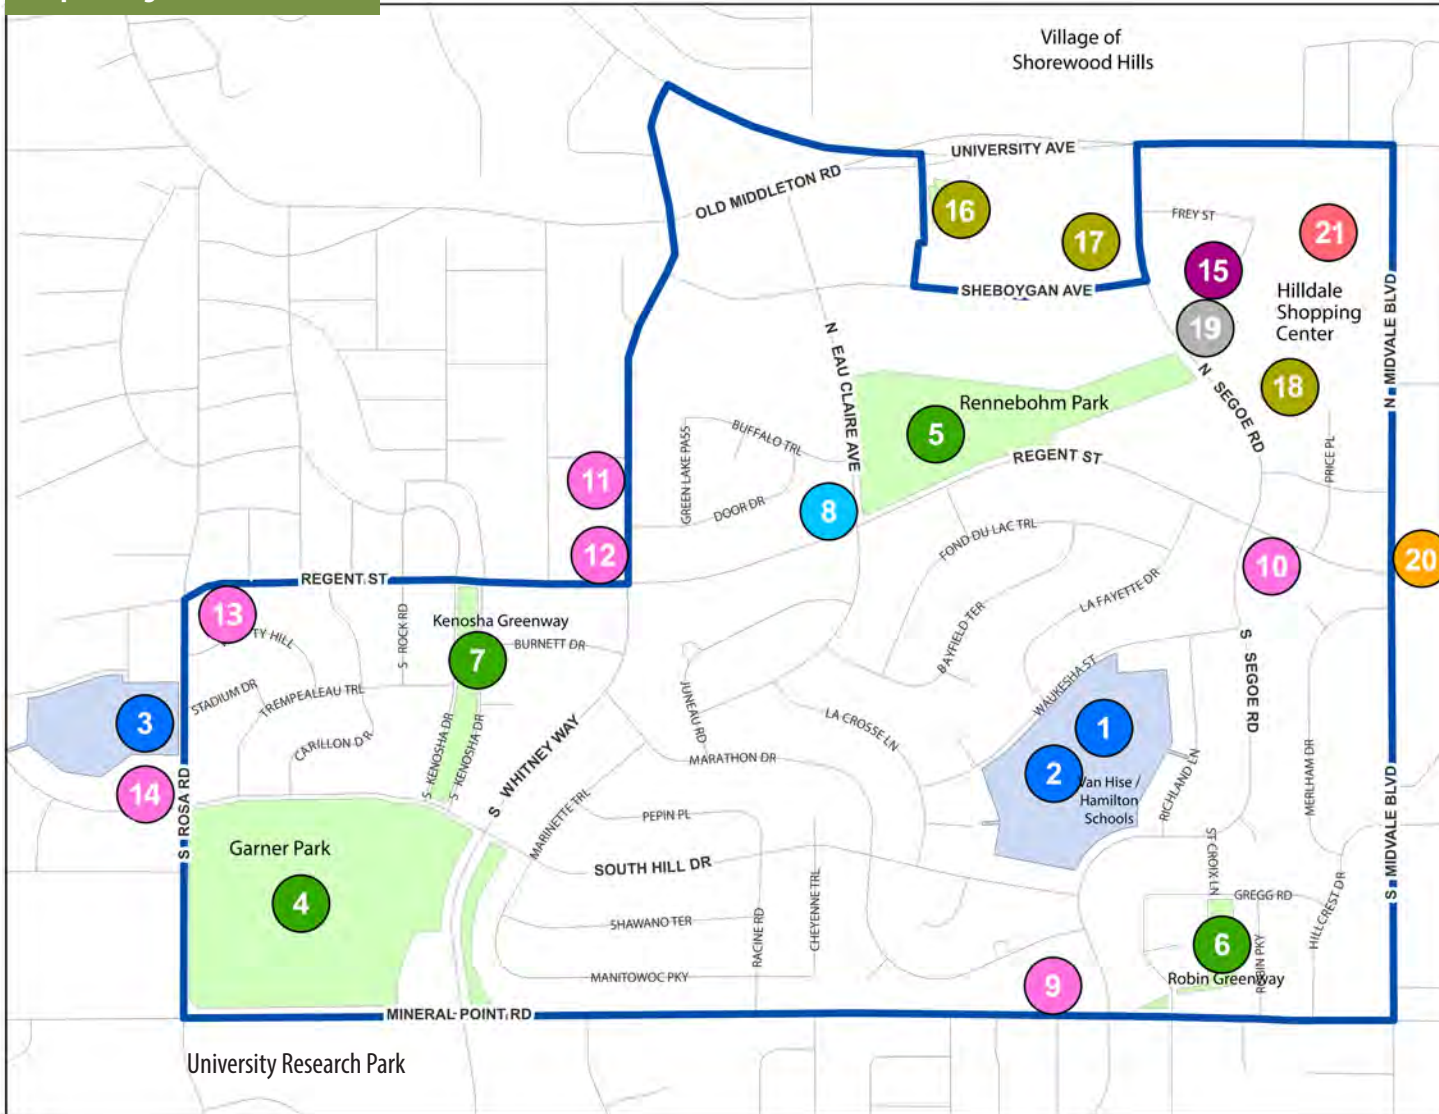 Village of
Shorewood Hills
UNIVERSITY AVE
OLD MIDDLETON RD
16
17
FREY ST
21
15
SHEBOYGAN AVE
Hilldale
Shopping
Center
19
N MIDVALE BLVD
N EAU CLAIRE AVE
N SEGOE RD
18
Rennebohm Park
5
BUFFALO TRL
GREEN LAKE PASS
REGENT ST
PRICE PL
11
DOOR DR
8
FOND DU LAC TRL
12
10
20
REGENT ST
LA FAYETTE DR
13
TY HILL
S ROCK RD
Kenosha Greenway
BURNETT DR
7
BAYFIELD TER
S SEGOE RD
WAUKESHA ST
STADIUM DR
TREMPEALEAU TRL
3
CARILLON DR
S KENOSHA DR
S KENOSHA DR
S WHITNEY WAY
JUNEAU RD
LA CROSSE LN
MARATHON DR
1
2
Van Hise /
Hamilton
Schools
RICHLAND LN
MERLHAM DR
14
S ROSA RD
MARINETTE TRL
PEPIN PL
S MIDVALE BLVD
Garner Park
4
SOUTH HILL DR
ST CROIX LN
GREGG RD
HILLCREST DR
SHAWANO TER
RACINE RD
CHEYENNE TRL
6
ROBIN PKY
Robin Greenway
MANITOWOC PKY
9
MINERAL POINT RD
University Research Park